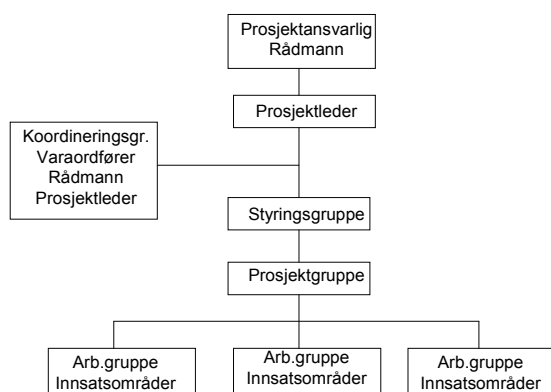 Prosjektansvarlig
Rådmann
Prosjektleder
Koordineringsgr.
Varaordfører
Rådmann
Prosjektleder
Styringsgruppe
Prosjektgruppe
Arb.gruppe
Innsatsområder
Arb.gruppe
Innsatsområder
Arb.gruppe
Innsatsområder